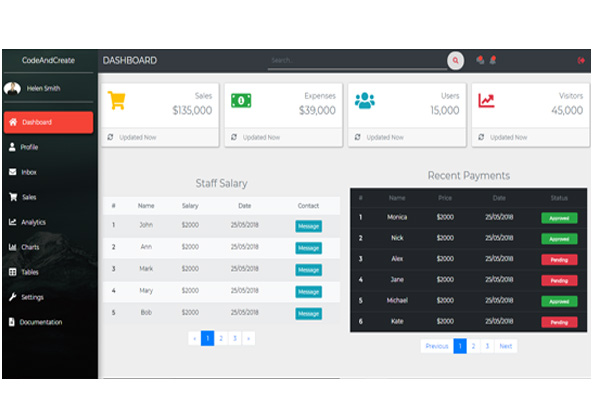 CodeAndCreate
DASHBOARD
Search...
Helen Smith
Dashboard
Profile
Inbox
Sales
Analytics
Charts
Tables
Settings
Documentation
Sales
$135,000
Updated Now
Expenses
$39,000
Updated Now
Users
15,000
Updated Now
Visitors
45,000
Updated Now
Staff Salary
# Name Salary Date Contact
1 John $2000 25/05/2018 Message
2 Ann $2000 25/05/2018 Message
3 Mark $2000 25/05/2018 Message
4 Mary $2000 25/05/2018 Message
5 Bob $2000 25/05/2018 Message
« 1 2 3 »
Recent Payments
# Name Price Date Status
1 Monica $2000 25/05/2018 Approved
2 Nick $2000 25/05/2018 Approved
3 Alex $2000 25/05/2018 Pending
4 Jane $2000 25/05/2018 Pending
5 Michael $2000 25/05/2018 Approved
6 Kate $2000 25/05/2018 Pending
Previous 1 2 3 Next